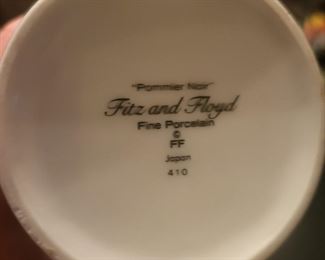 "Pommier Noir"
Fitz and Floyd
Fine Porcelain
©
FF
Japan
410